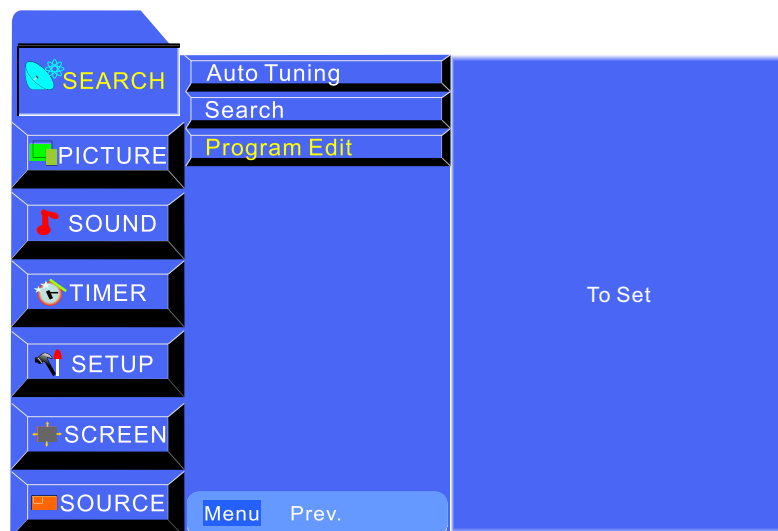 SEARCH
PICTURE
SOUND
TIMER
SETUP
SCREEN
SOURCE
Auto Tuning
Search
Program Edit
Menu Prev.
To Set